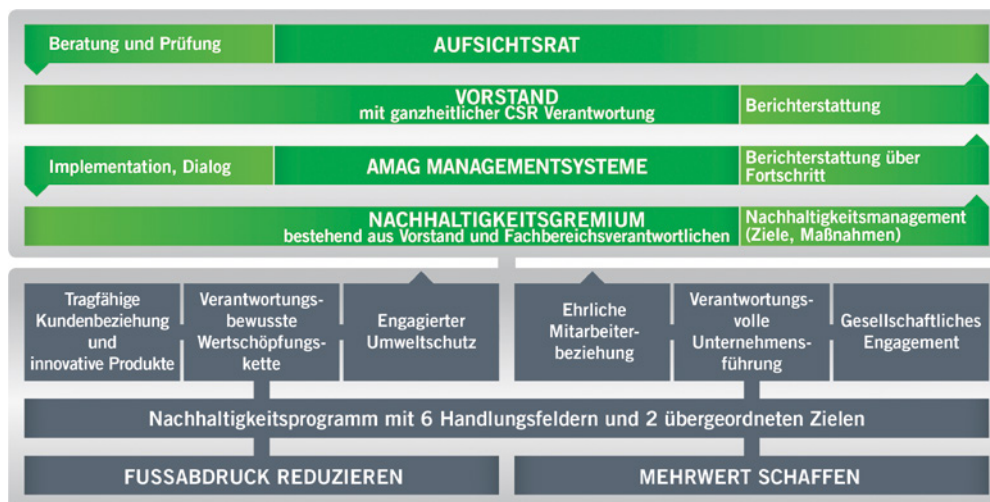 Beratung und Prüfung
AUFSICHTSRAT
VORSTAND
mit ganzheitlicher CSR Verantwortung
Berichterstattung
Implementation, Dialog
AMAG MANAGEMENTSYSTEME
Berichterstattung über
Fortschritt
NACHHALTIGKEITSGREMIUM
bestehend aus Vorstand und Fachbereichsverantwortlichen
Nachhaltigkeitsmanagement
(Ziele, Maßnahmen)
Tragfähige
Kundenbeziehung
und
innovative Produkte
Verantwortungs-
bewusste
Wertschöpfungs-
kette
Engagierter
Umweltschutz
Ehrliche
Mitarbeiter-
beziehung
Verantwortungs-
volle
Unternehmens-
führung
Gesellschaftliches
Engagement
Nachhaltigkeitsprogramm mit 6 Handlungsfeldern und 2 übergeordneten Zielen
FUSSABDRUCK REDUZIEREN
MEHRWERT SCHAFFEN